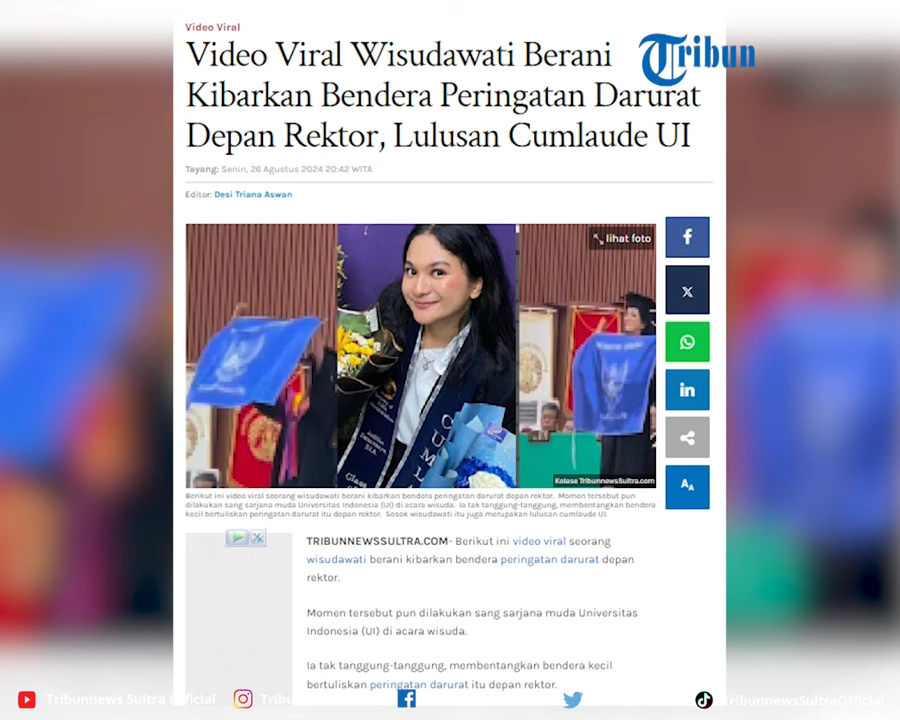 Video Viral
Video Viral Wisudawati Berani
Tribun
Kibarkan Bendera Peringatan Darurat
Depan Rektor, Lulusan Cumlaude UI
Tayang: Senin, 26 Agustus 2024 20:42 WITA
Editor: Desi Triana Aswan
lihat foto
CUML
Kolase TribunnewsSultra.com
Berikut ini video viral seorang wisudawati berani kibarkan bendera peringatan darurat depan rektor. Momen tersebut pun
dilakukan sang sarjana muda Universitas Indonesia (UI) di acara wisuda. Ia tak tanggung-tanggung, membentangkan bendera
kecil bertuliskan peringatan darurat itu depan rektor. Sosok wisudawati itu juga merupakan lulusan cumlaude UI.
TRIBUNNEWSSULTRA.COM- Berikut ini video viral seorang
wisudawati berani kibarkan bendera peringatan darurat depan
rektor.
Momen tersebut pun dilakukan sang sarjana muda Universitas
Indonesia (UI) di acara wisuda.
Ia tak tanggung-tanggung, membentangkan bendera kecil
bertuliskan peringatan darurat itu depan rektor.
Tribunnews Sultra Official
TribunnewsSultraOfficial